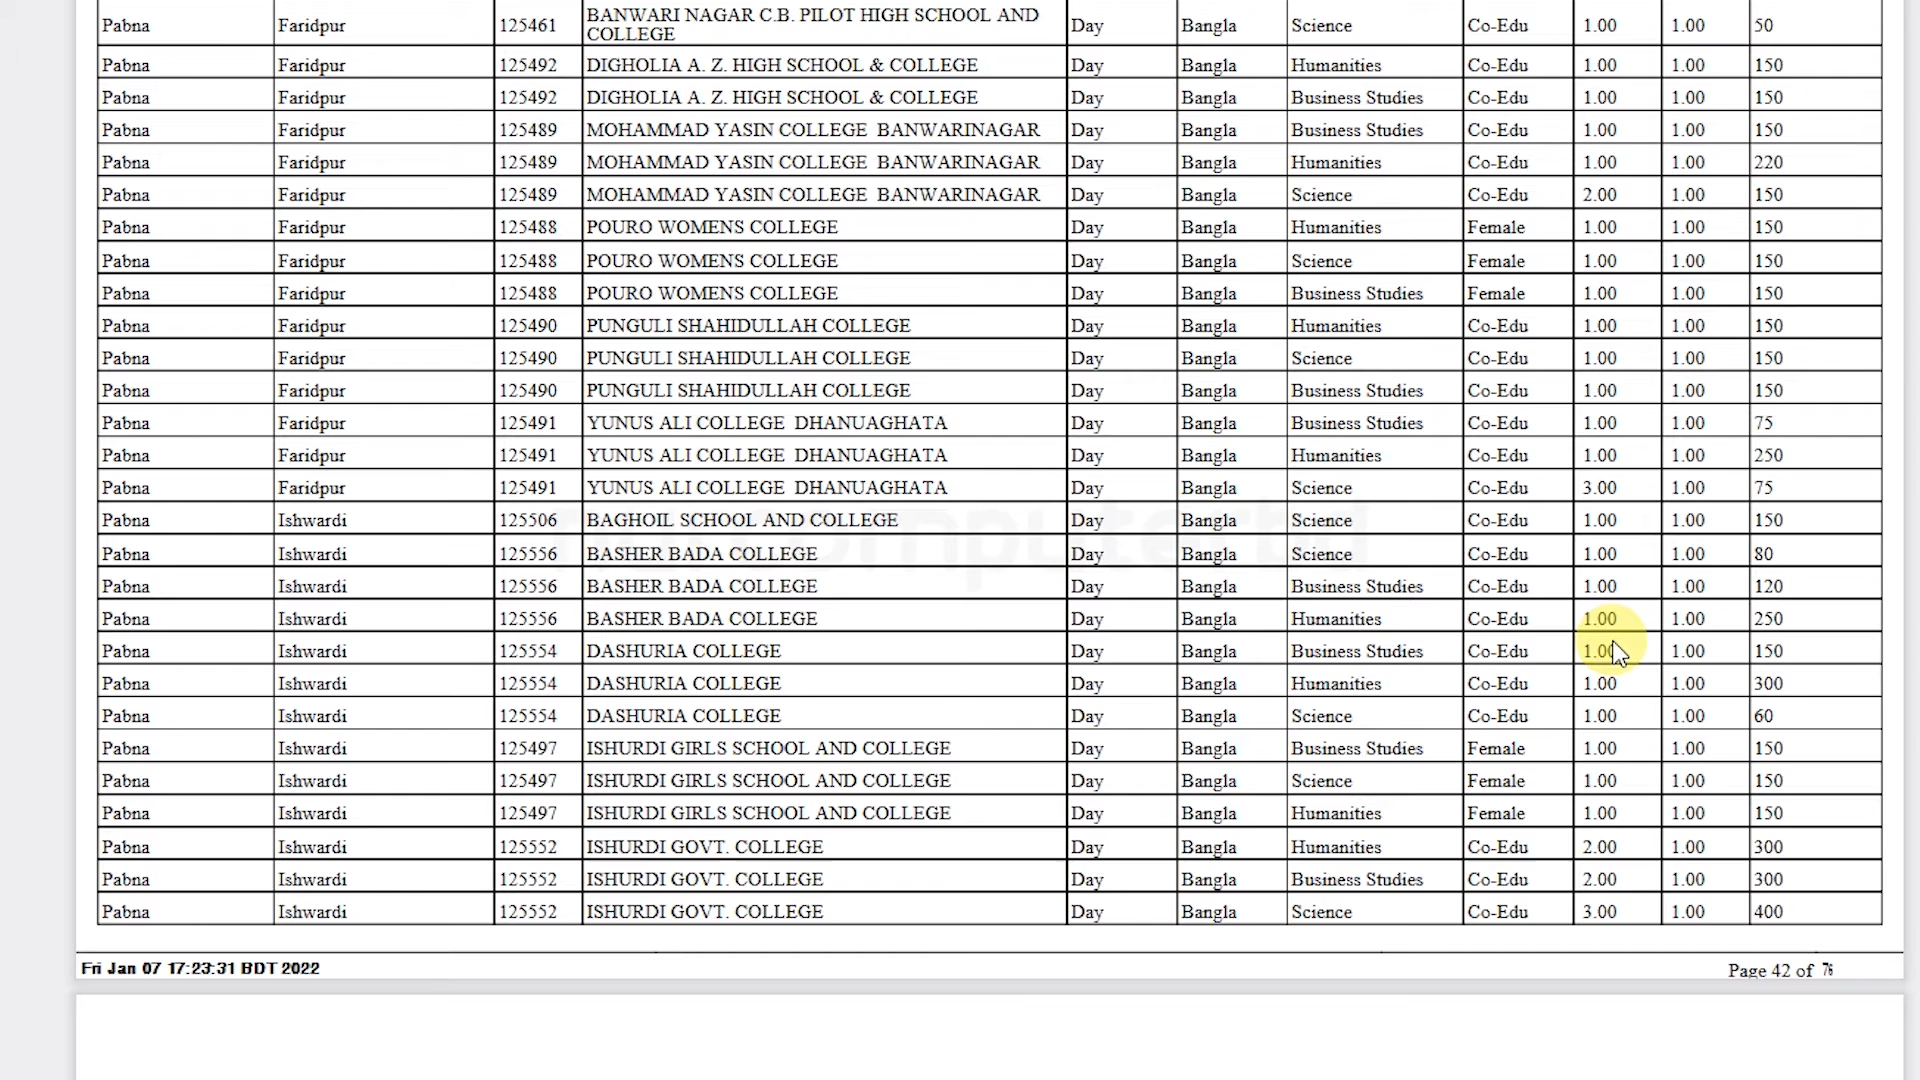 Pabna Faridpur 125461 BANWARI NAGAR C.B. PILOT HIGH SCHOOL AND COLLEGE Day Bangla Science Co-Edu 1.00 1.00 50
Pabna Faridpur 125492 DIGHOLIA A. Z. HIGH SCHOOL & COLLEGE Day Bangla Humanities Co-Edu 1.00 1.00 150
Pabna Faridpur 125492 DIGHOLIA A. Z. HIGH SCHOOL & COLLEGE Day Bangla Business Studies Co-Edu 1.00 1.00 150
Pabna Faridpur 125489 MOHAMMAD YASIN COLLEGE BANWARINAGAR Day Bangla Business Studies Co-Edu 1.00 1.00 150
Pabna Faridpur 125489 MOHAMMAD YASIN COLLEGE BANWARINAGAR Day Bangla Humanities Co-Edu 1.00 1.00 220
Pabna Faridpur 125489 MOHAMMAD YASIN COLLEGE BANWARINAGAR Day Bangla Science Co-Edu 2.00 1.00 150
Pabna Faridpur 125488 POURO WOMENS COLLEGE Day Bangla Humanities Female 1.00 1.00 150
Pabna Faridpur 125488 POURO WOMENS COLLEGE Day Bangla Science Female 1.00 1.00 150
Pabna Faridpur 125488 POURO WOMENS COLLEGE Day Bangla Business Studies Female 1.00 1.00 150
Pabna Faridpur 125490 PUNGULI SHAHIDULLAH COLLEGE Day Bangla Humanities Co-Edu 1.00 1.00 150
Pabna Faridpur 125490 PUNGULI SHAHIDULLAH COLLEGE Day Bangla Science Co-Edu 1.00 1.00 150
Pabna Faridpur 125490 PUNGULI SHAHIDULLAH COLLEGE Day Bangla Business Studies Co-Edu 1.00 1.00 150
Pabna Faridpur 125491 YUNUS ALI COLLEGE DHANUAGHATA Day Bangla Business Studies Co-Edu 1.00 1.00 75
Pabna Faridpur 125491 YUNUS ALI COLLEGE DHANUAGHATA Day Bangla Humanities Co-Edu 1.00 1.00 250
Pabna Faridpur 125491 YUNUS ALI COLLEGE DHANUAGHATA Day Bangla Science Co-Edu 3.00 1.00 75
Pabna Ishwardi 125506 BAGHOIL SCHOOL AND COLLEGE Day Bangla Science Co-Edu 1.00 1.00 150
Pabna Ishwardi 125556 BASHER BADA COLLEGE Day Bangla Science Co-Edu 1.00 1.00 80
Pabna Ishwardi 125556 BASHER BADA COLLEGE Day Bangla Business Studies Co-Edu 1.00 1.00 120
Pabna Ishwardi 125556 BASHER BADA COLLEGE Day Bangla Humanities Co-Edu 1.00 1.00 250
Pabna Ishwardi 125554 DASHURIA COLLEGE Day Bangla Business Studies Co-Edu 1.00 1.00 150
Pabna Ishwardi 125554 DASHURIA COLLEGE Day Bangla Humanities Co-Edu 1.00 1.00 300
Pabna Ishwardi 125554 DASHURIA COLLEGE Day Bangla Science Co-Edu 1.00 1.00 60
Pabna Ishwardi 125497 ISHURDI GIRLS SCHOOL AND COLLEGE Day Bangla Business Studies Female 1.00 1.00 150
Pabna Ishwardi 125497 ISHURDI GIRLS SCHOOL AND COLLEGE Day Bangla Science Female 1.00 1.00 150
Pabna Ishwardi 125497 ISHURDI GIRLS SCHOOL AND COLLEGE Day Bangla Humanities Female 1.00 1.00 150
Pabna Ishwardi 125552 ISHURDI GOVT. COLLEGE Day Bangla Humanities Co-Edu 2.00 1.00 300
Pabna Ishwardi 125552 ISHURDI GOVT. COLLEGE Day Bangla Business Studies Co-Edu 2.00 1.00 300
Pabna Ishwardi 125552 ISHURDI GOVT. COLLEGE Day Bangla Science Co-Edu 3.00 1.00 400
Fri Jan 07 17:23:31 BDT 2022 Page 42 of 76